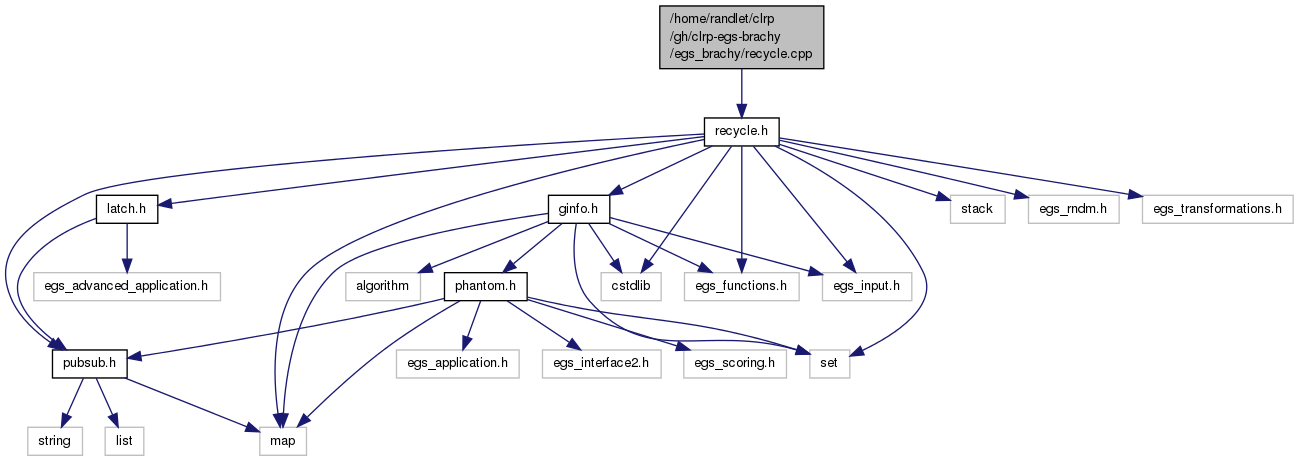 /home/randlet/clrp
/gh/clrp-egs-brachy
/egs_brachy/recycle.cpp
recycle.h
latch.h
ginfo.h
stack
egs_rndm.h
egs_transformations.h
egs_advanced_application.h
algorithm
phantom.h
cstdlib
egs_functions.h
egs_input.h
pubsub.h
egs_application.h
egs_interface2.h
egs_scoring.h
set
string
list
map